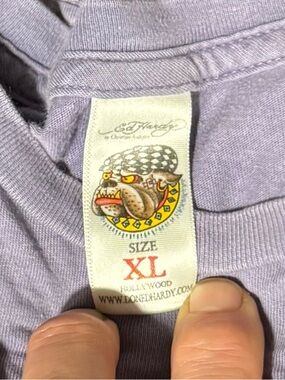 Ed Hardy
by Christian Audigier
SIZE
XL
HOLLYWOOD
WWW.DONEDHARDY.COM